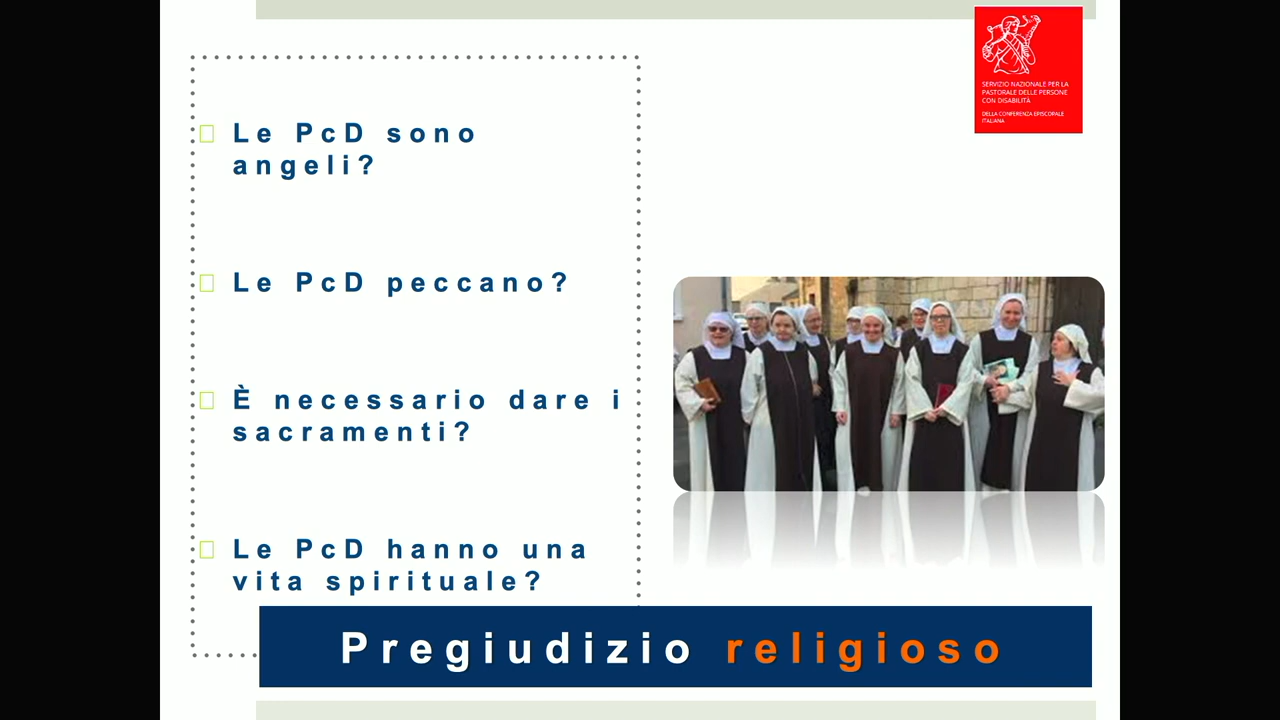 SERVIZIO NAZIONALE PER LA
PASTORALE DELLE PERSONE
CON DISABILITÀ
DELLA CONFERENZA EPISCOPALE
ITALIANA
Le PcD sono
angeli?
Le PcD peccano?
È necessario dare i
sacramenti?
Le PcD hanno una
vita spirituale?
Pregiudizio religioso